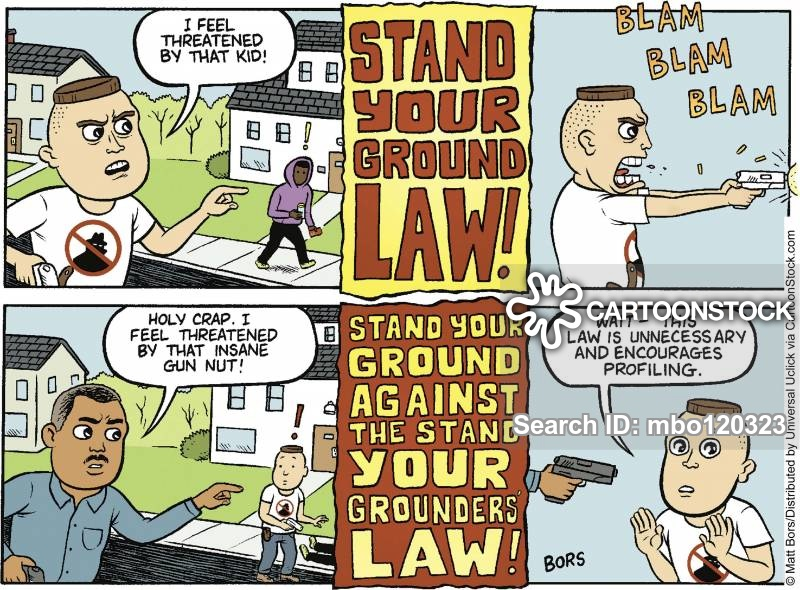 I FEEL
THREATENED
BY THAT KID!
!
STAND
YOUR
GROUND
LAW!
BLAM
BLAM
BLAM
HOLY CRAP. I
FEEL THREATENED
BY THAT INSANE
GUN NUT!
!
STAND YOUR
GROUND
AGAINST
THE STAND
YOUR
GROUNDERS'
LAW!
WAIT - THIS
LAW IS UNNECESSARY
AND ENCOURAGES
PROFILING.
BORS
CARTOONSTOCK
.com
Search ID: mbo120323
© Matt Bors/Distributed by Universal Uclick via CartoonStock.com